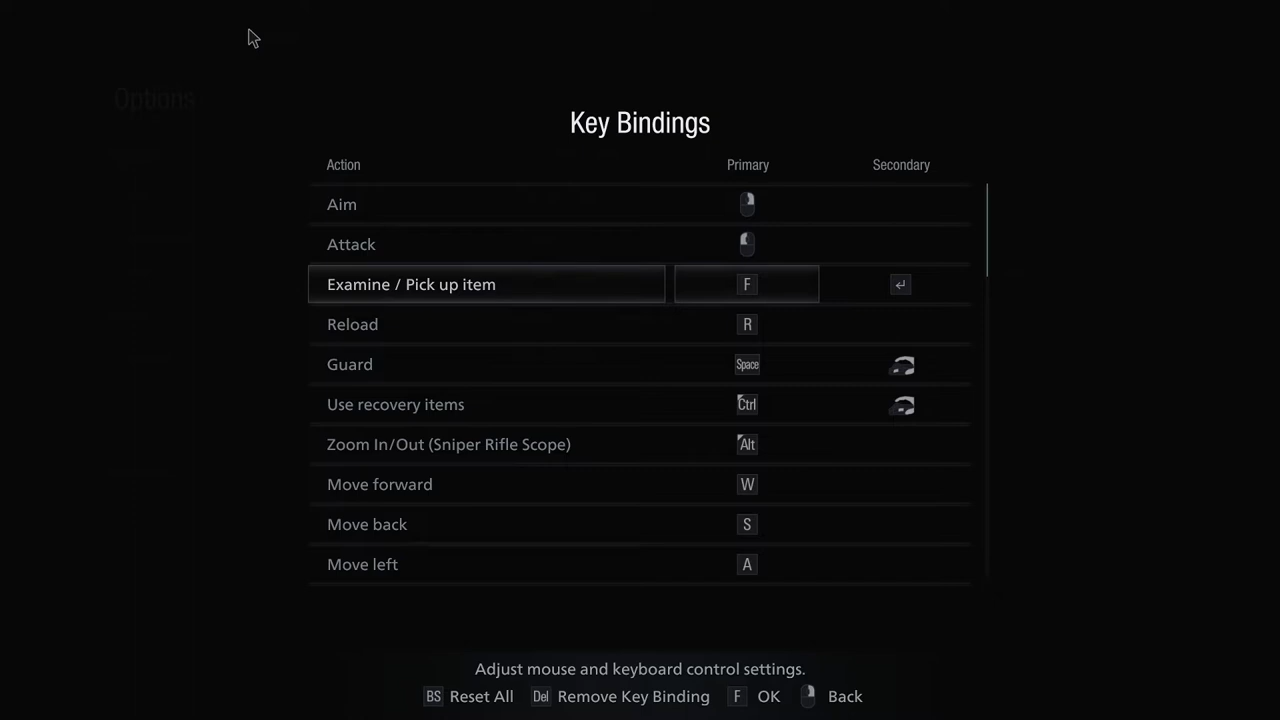 Options
Key Bindings
Action Primary Secondary
Aim
Attack
Examine / Pick up item F ↵
Reload R
Guard Space
Use recovery items Ctrl
Zoom In/Out (Sniper Rifle Scope) Alt
Move forward W
Move back S
Move left A
Adjust mouse and keyboard control settings.
BS Reset All Del Remove Key Binding F OK Back